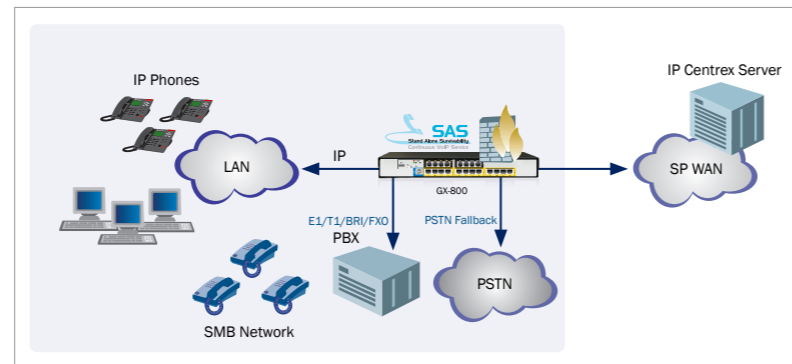 IP Phones
IP Centrex Server
SAS
Stand Alone Survivability
Continuous VoIP Service
LAN
IP
GX-800
SP WAN
E1/T1/BRI/FXO
PSTN Fallback
PBX
PSTN
SMB Network